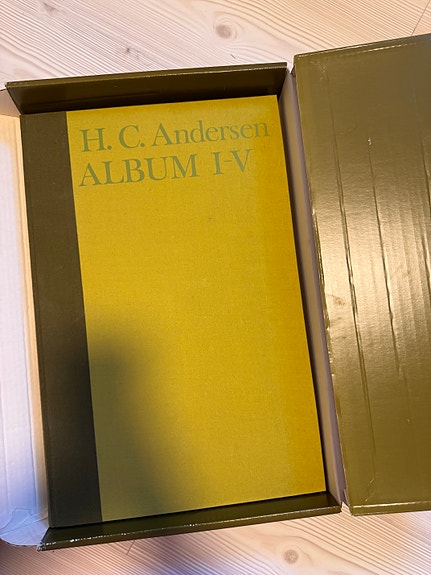 H. C. Andersen
ALBUM I-V